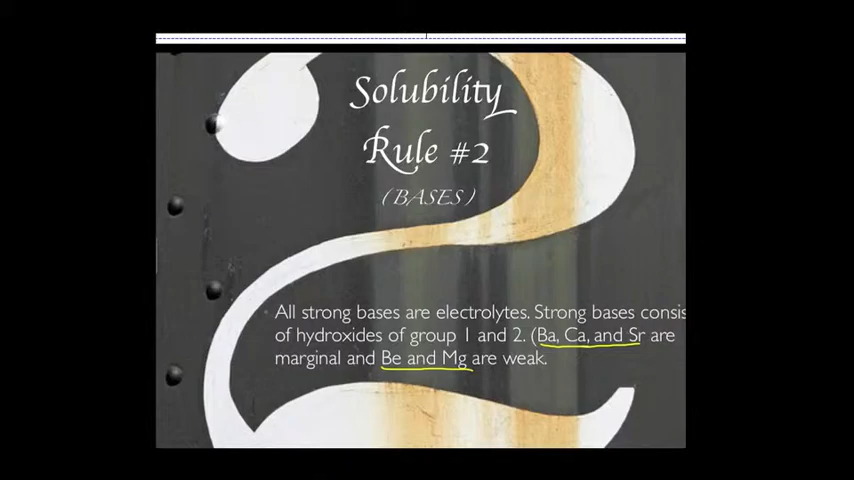 Solubility
Rule #2
(BASES)
All strong bases are electrolytes. Strong bases consis
of hydroxides of group 1 and 2. (Ba, Ca, and Sr are
marginal and Be and Mg are weak.